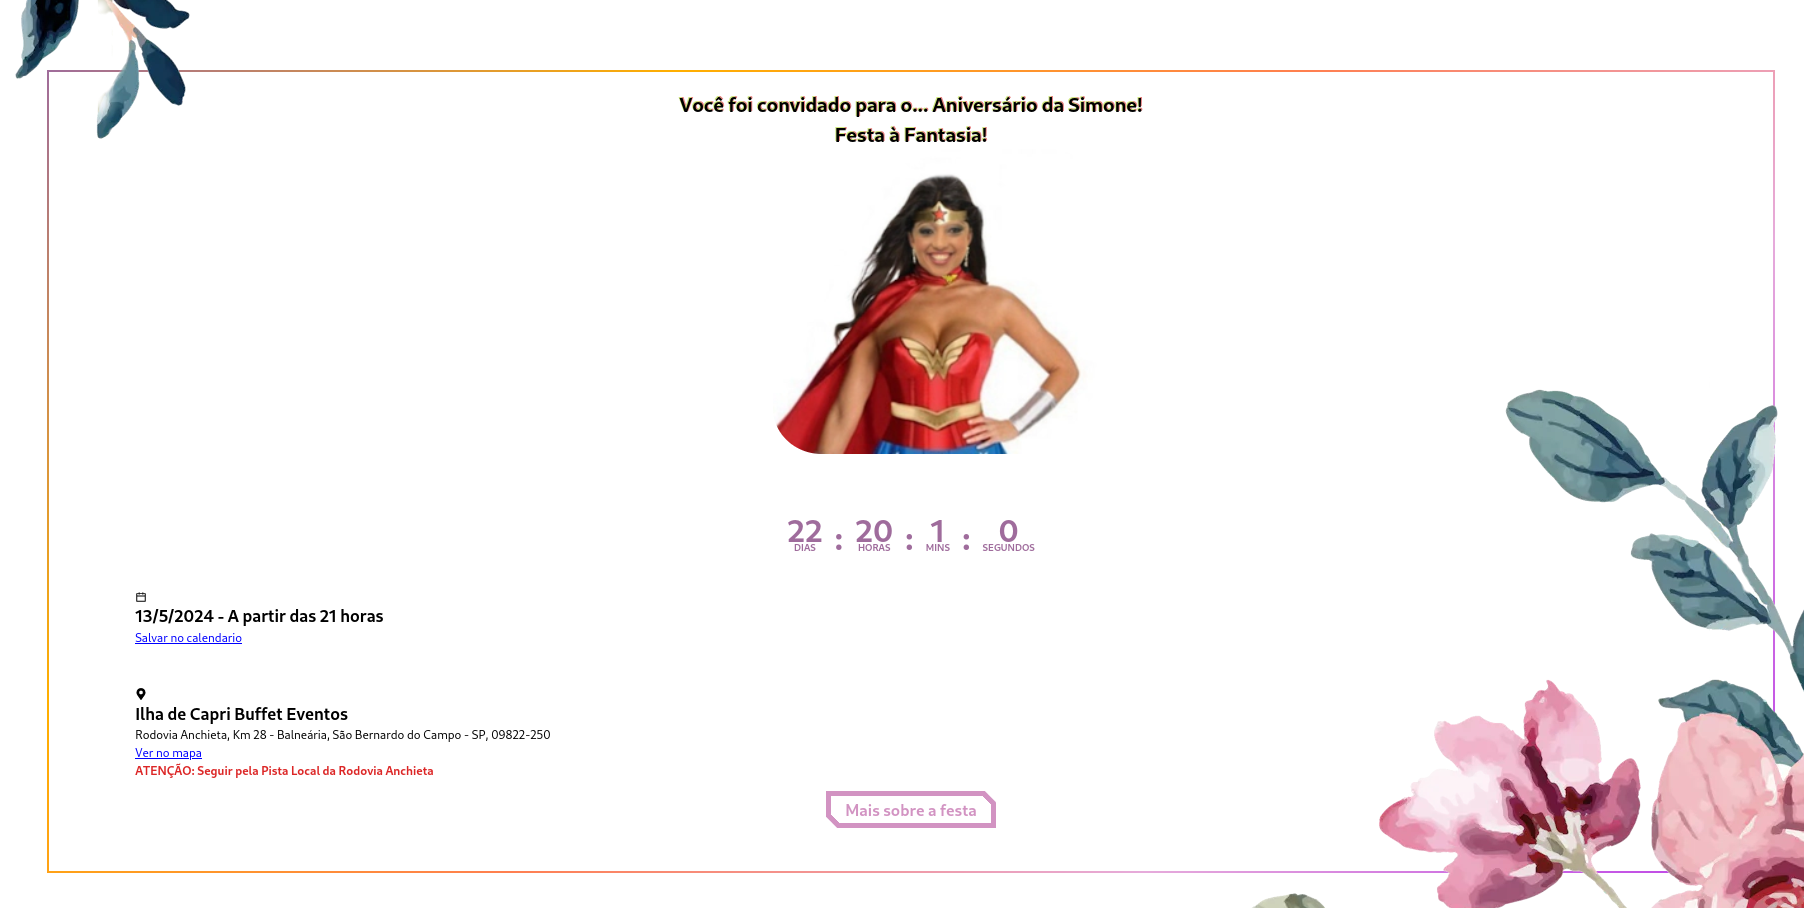 Você foi convidado para o... Aniversário da Simone!
Festa à Fantasia!
22 : 20 : 1 : 0
DIAS HORAS MINS SEGUNDOS
13/5/2024 - A partir das 21 horas
Salvar no calendario
Ilha de Capri Buffet Eventos
Rodovia Anchieta, Km 28 - Balneária, São Bernardo do Campo - SP, 09822-250
Ver no mapa
ATENÇÃO: Seguir pela Pista Local da Rodovia Anchieta
Mais sobre a festa